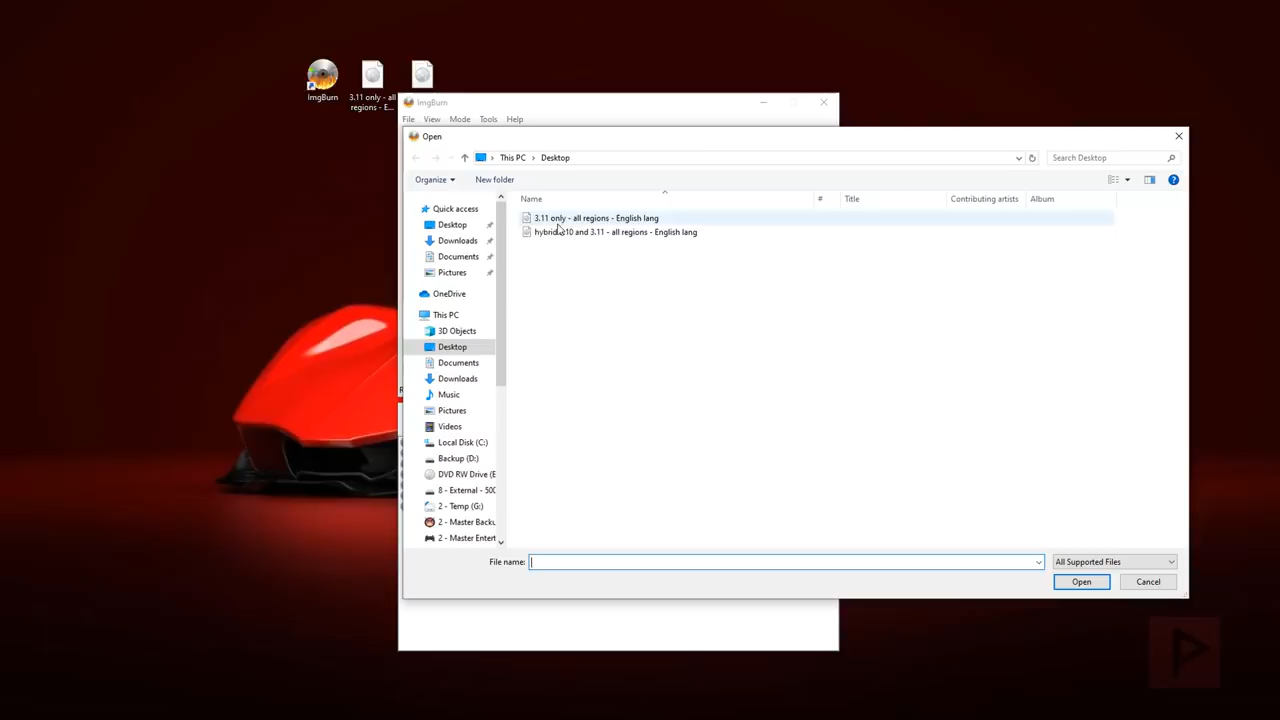 ImgBurn
3.11 only - all
regions - E...
ImgBurn
File View Mode Tools Help
Open
This PC > Desktop
Search Desktop
Organize
New folder
Name # Title Contributing artists Album
Quick access
Desktop
Downloads
Documents
Pictures
OneDrive
This PC
3D Objects
Desktop
Documents
Downloads
Music
Pictures
Videos
Local Disk (C:)
Backup (D:)
DVD RW Drive (E
8 - External - 500
2 - Temp (G:)
2 - Master Backu
2 - Master Entert
3.11 only - all regions - English lang
and 3.11 - all regions - English lang
File name:
All Supported Files
Open
Cancel